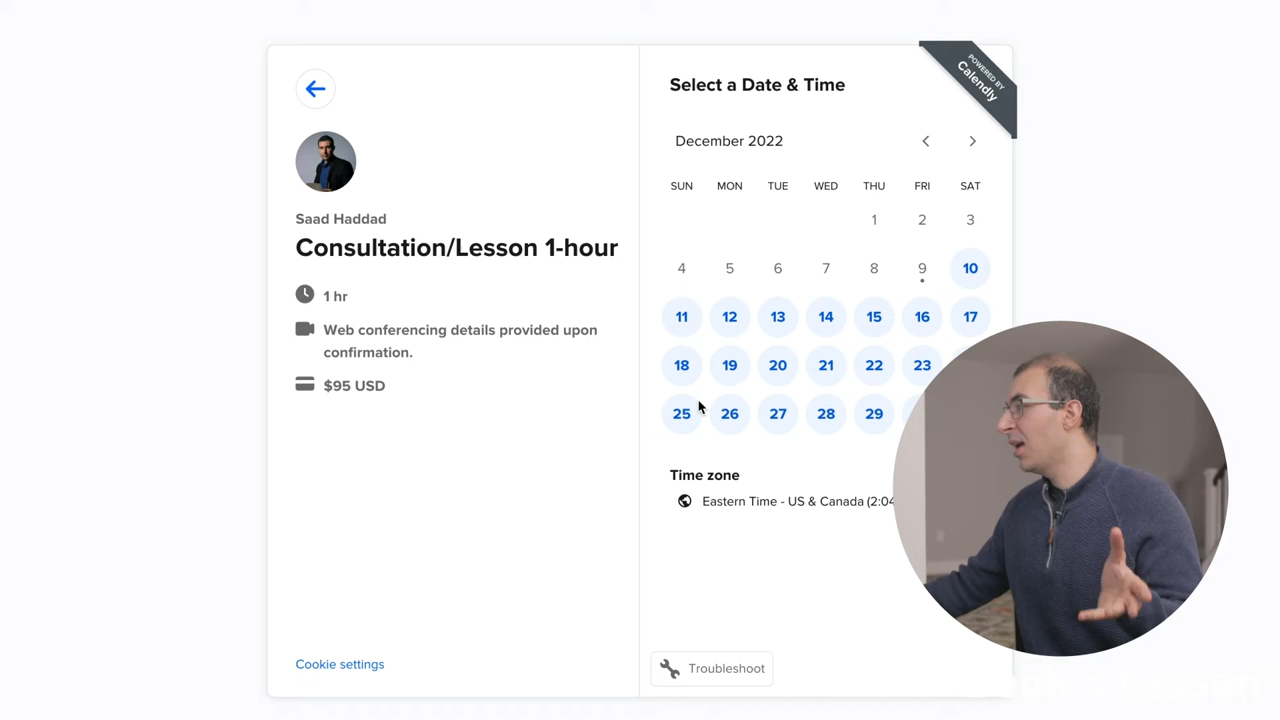 POWERED BY
Calendly
Saad Haddad
Consultation/Lesson 1-hour
1 hr
Web conferencing details provided upon
confirmation.
$95 USD
Cookie settings
Select a Date & Time
December 2022
SUN MON TUE WED THU FRI SAT
1 2 3
4 5 6 7 8 9 10
11 12 13 14 15 16 17
18 19 20 21 22 23
25 26 27 28 29
Time zone
Eastern Time - US & Canada (2:04
Troubleshoot